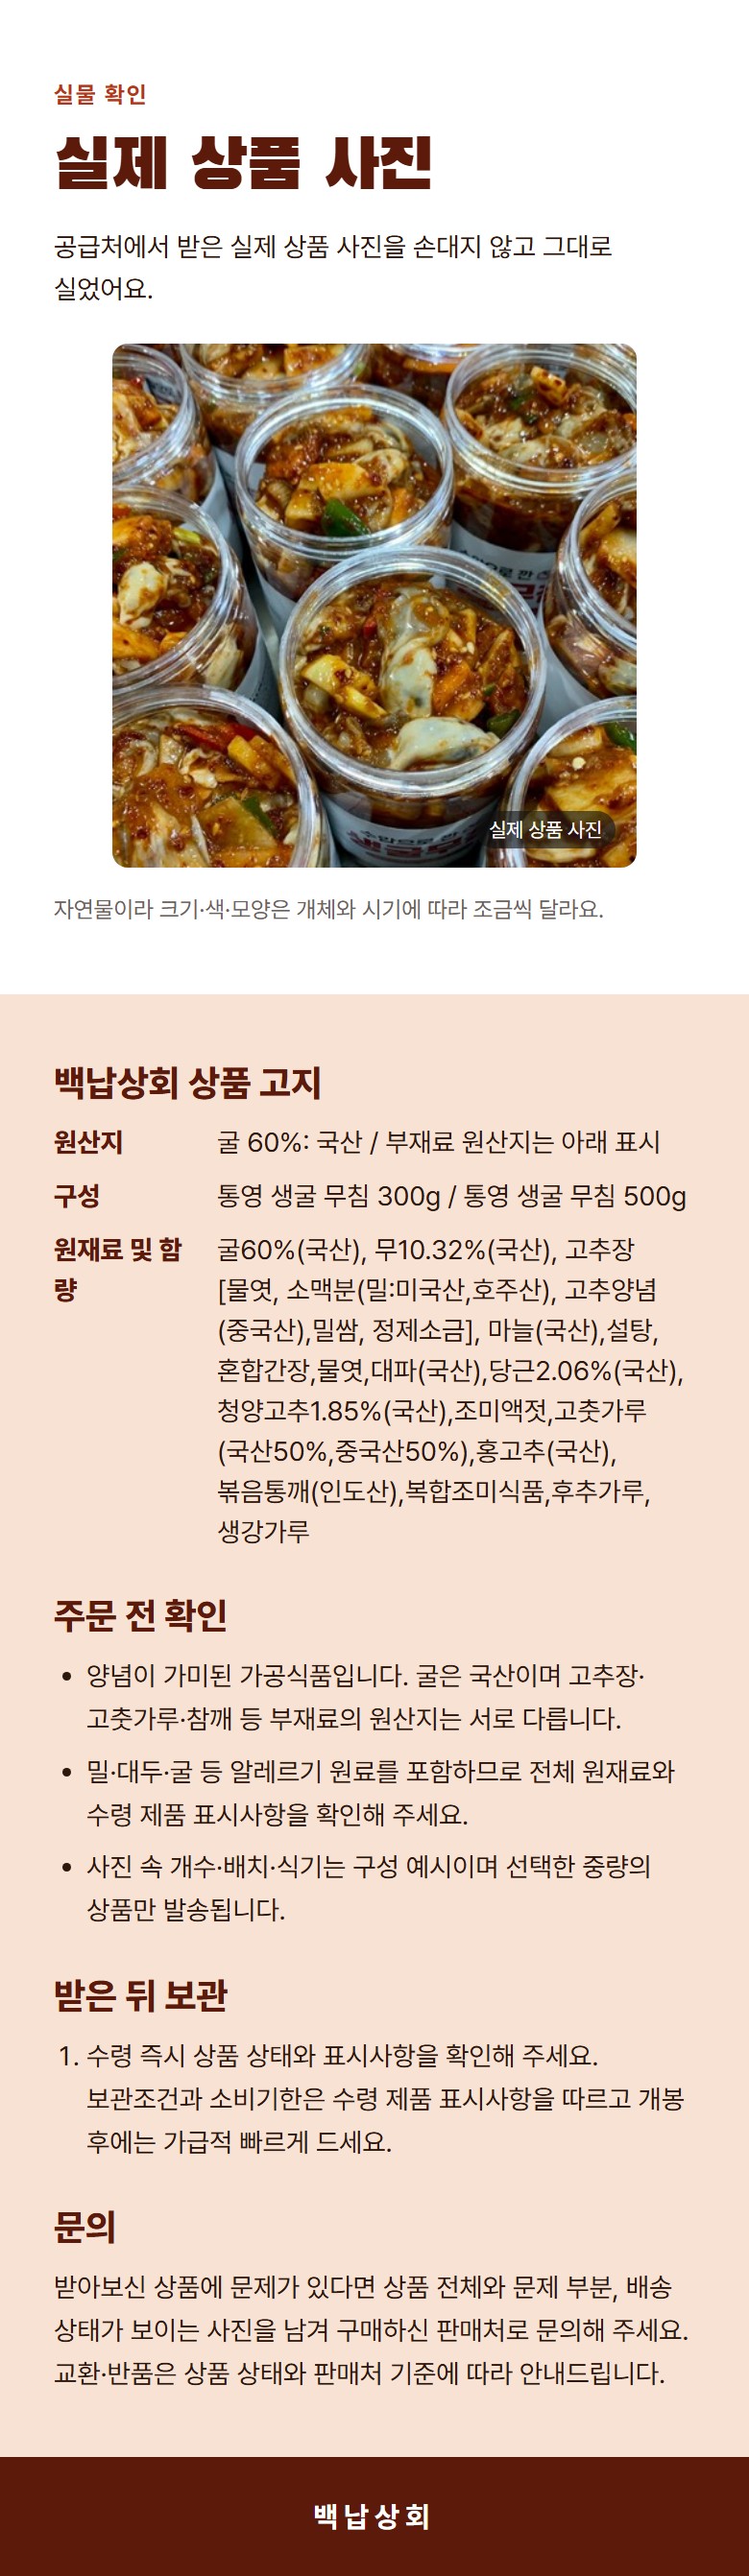 실물 확인
실제 상품 사진
공급처에서 받은 실제 상품 사진을 손대지 않고 그대로
실었어요.
실제 상품 사진
자연물이라 크기·색·모양은 개체와 시기에 따라 조금씩 달라요.
백납상회 상품 고지
원산지 굴 60%: 국산 / 부재료 원산지는 아래 표시
구성 통영 생굴 무침 300g / 통영 생굴 무침 500g
원재료 및 함량 굴60%(국산), 무10.32%(국산), 고추장
[물엿, 소맥분(밀:미국산,호주산), 고추양념
(중국산),밀쌀, 정제소금], 마늘(국산),설탕,
혼합간장,물엿,대파(국산),당근2.06%(국산),
청양고추1.85%(국산),조미액젓,고춧가루
(국산50%,중국산50%),홍고추(국산),
볶음통깨(인도산),복합조미식품,후추가루,
생강가루
주문 전 확인
• 양념이 가미된 가공식품입니다. 굴은 국산이며 고추장·
고춧가루·참깨 등 부재료의 원산지는 서로 다릅니다.
• 밀·대두·굴 등 알레르기 원료를 포함하므로 전체 원재료와
수령 제품 표시사항을 확인해 주세요.
• 사진 속 개수·배치·식기는 구성 예시이며 선택한 중량의
상품만 발송됩니다.
받은 뒤 보관
1. 수령 즉시 상품 상태와 표시사항을 확인해 주세요.
보관조건과 소비기한은 수령 제품 표시사항을 따르고 개봉
후에는 가급적 빠르게 드세요.
문의
받아보신 상품에 문제가 있다면 상품 전체와 문제 부분, 배송
상태가 보이는 사진을 남겨 구매하신 판매처로 문의해 주세요.
교환·반품은 상품 상태와 판매처 기준에 따라 안내드립니다.
백납상회